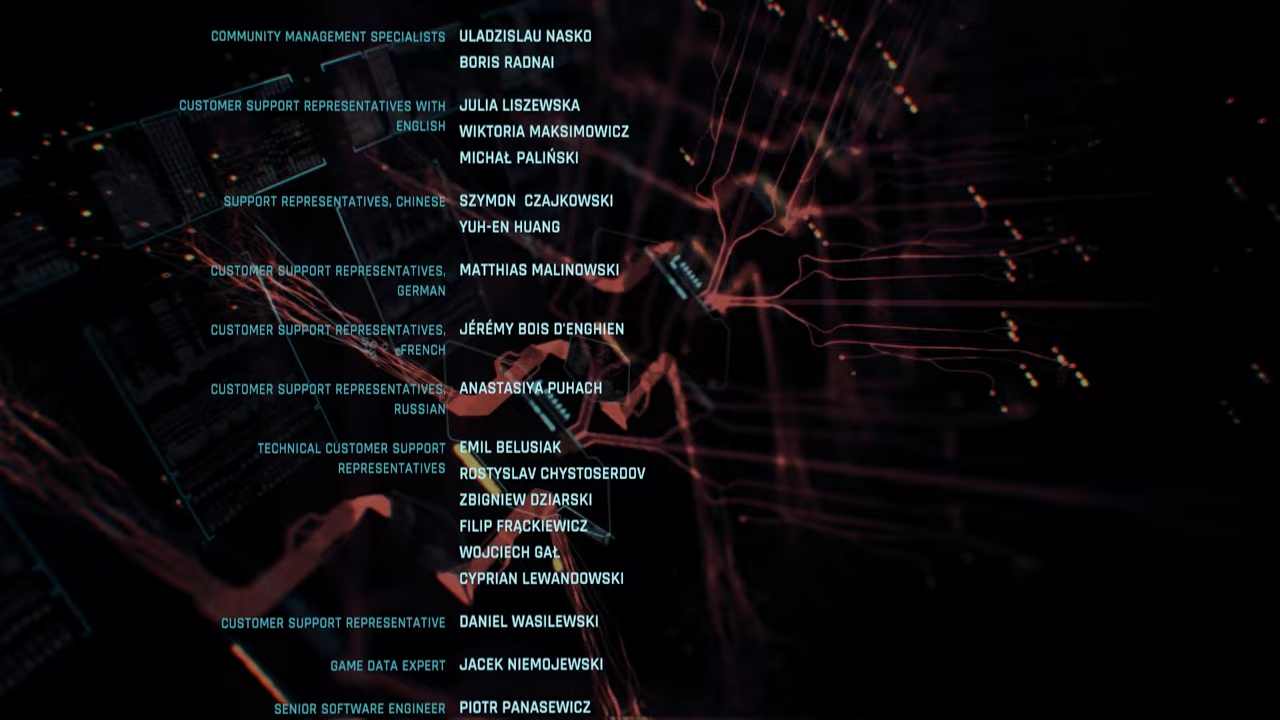 COMMUNITY MANAGEMENT SPECIALISTS ULADZISLAU NASKO
BORIS RADNAI
CUSTOMER SUPPORT REPRESENTATIVES WITH JULIA LISZEWSKA
ENGLISH WIKTORIA MAKSIMOWICZ
MICHAŁ PALIŃSKI
SUPPORT REPRESENTATIVES, CHINESE SZYMON CZAJKOWSKI
YUH-EN HUANG
CUSTOMER SUPPORT REPRESENTATIVES, MATTHIAS MALINOWSKI
GERMAN
CUSTOMER SUPPORT REPRESENTATIVES, JÉRÉMY BOIS D'ENGHIEN
FRENCH
CUSTOMER SUPPORT REPRESENTATIVES, ANASTASIYA PUHACH
RUSSIAN
TECHNICAL CUSTOMER SUPPORT EMIL BELUSIAK
REPRESENTATIVES ROSTYSLAV CHYSTOSERDOV
ZBIGNIEW DZIARSKI
FILIP FRĄCKIEWICZ
WOJCIECH GAŁ
CYPRIAN LEWANDOWSKI
CUSTOMER SUPPORT REPRESENTATIVE DANIEL WASILEWSKI
GAME DATA EXPERT JACEK NIEMOJEWSKI
SENIOR SOFTWARE ENGINEER PIOTR PANASEWICZ